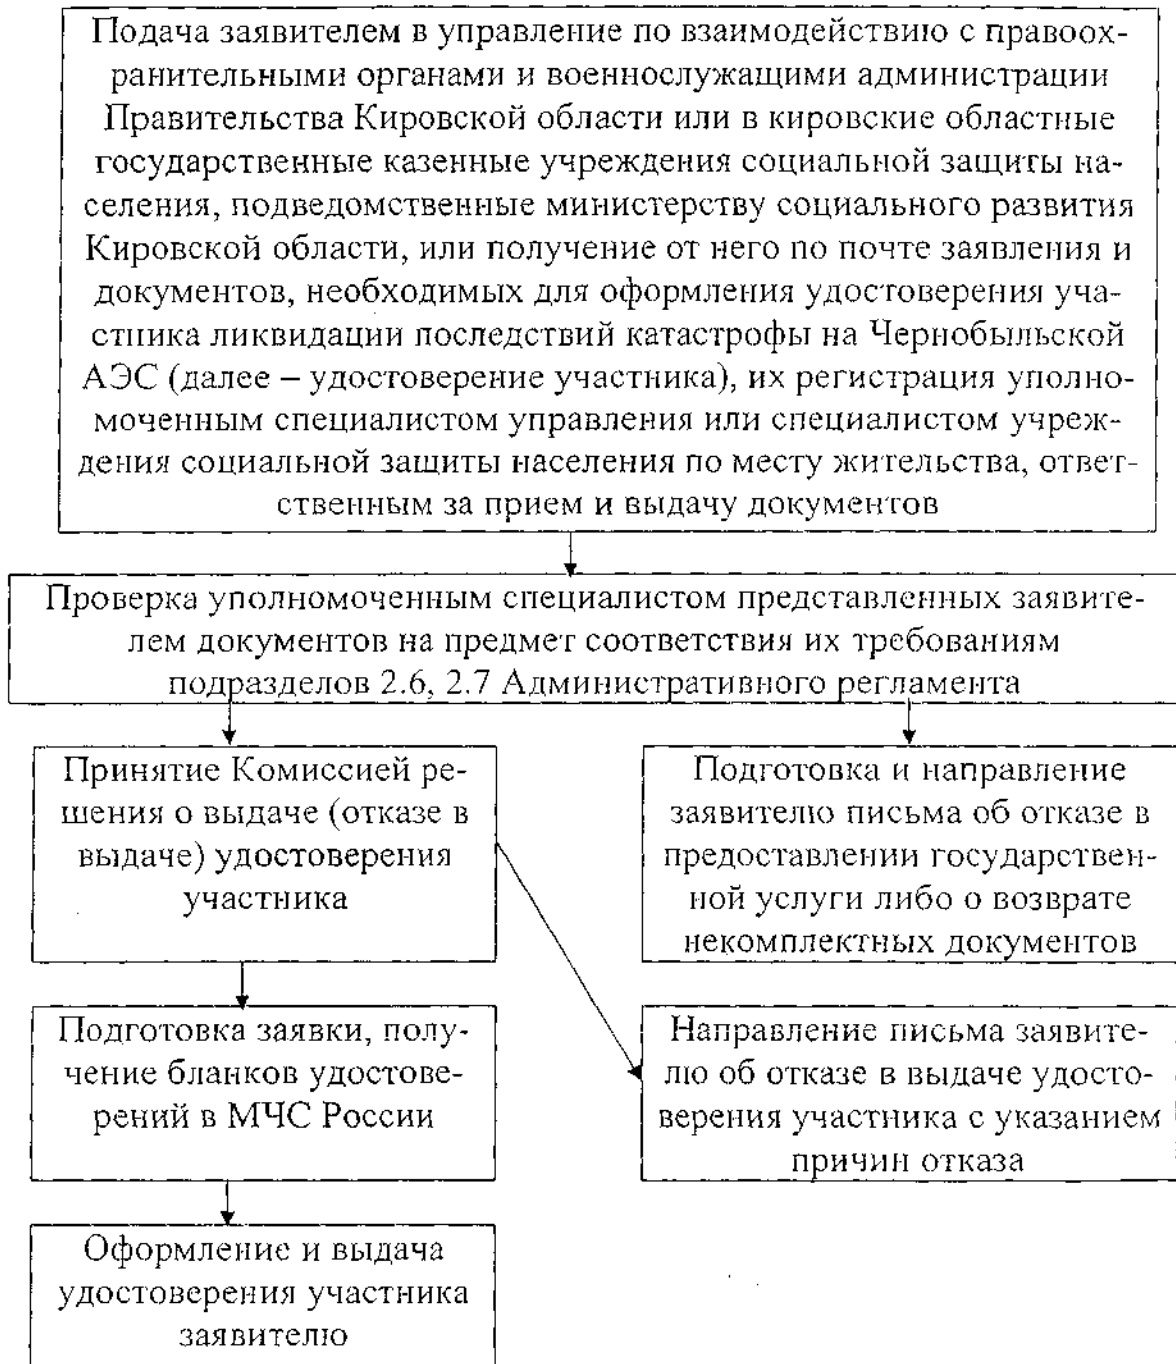 Подача заявителем в управление по взаимодействию с правоох-
ранительными органами и военнослужащими администрации
Правительства Кировской области или в кировские областные
государственные казенные учреждения социальной защиты на-
селения, подведомственные министерству социального развития
Кировской области, или получение от него по почте заявления и
документов, необходимых для оформления удостоверения уча-
стника ликвидации последствий катастрофы на Чернобыльской
АЭС (далее – удостоверение участника), их регистрация уполно-
моченным специалистом управления или специалистом учреж-
дения социальной защиты населения по месту жительства, ответ-
ственным за прием и выдачу документов
Проверка уполномоченным специалистом представленных заявите-
лем документов на предмет соответствия их требованиям
подразделов 2.6, 2.7 Административного регламента
Принятие Комиссией ре-
шения о выдаче (отказе в
выдаче) удостоверения
участника
Подготовка и направление
заявителю письма об отказе в
предоставлении государствен-
ной услуги либо о возврате
некомплектных документов
Подготовка заявки, полу-
чение бланков удостове-
рений в МЧС России
Направление письма заявите-
лю об отказе в выдаче удосто-
верения участника с указанием
причин отказа
Оформление и выдача
удостоверения участника
заявителю